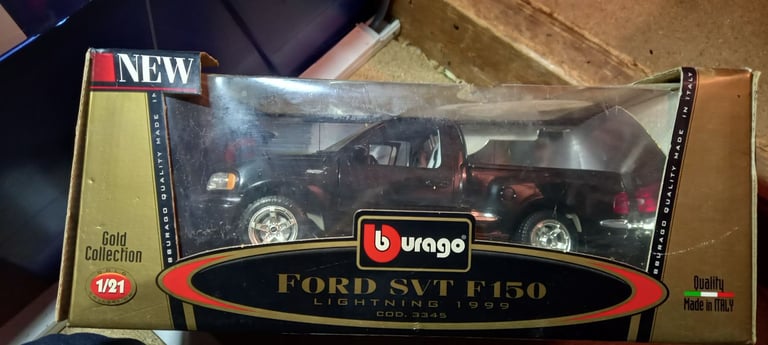 NEW
BBURAGO QUALITY MADE IN
BBURAGO QUALITY MADE IN ITALY
Gold
Collection
1/21
burago
FORD SVT F150
LIGHTNING 1999
COD. 3345
Quality
Made in ITALY